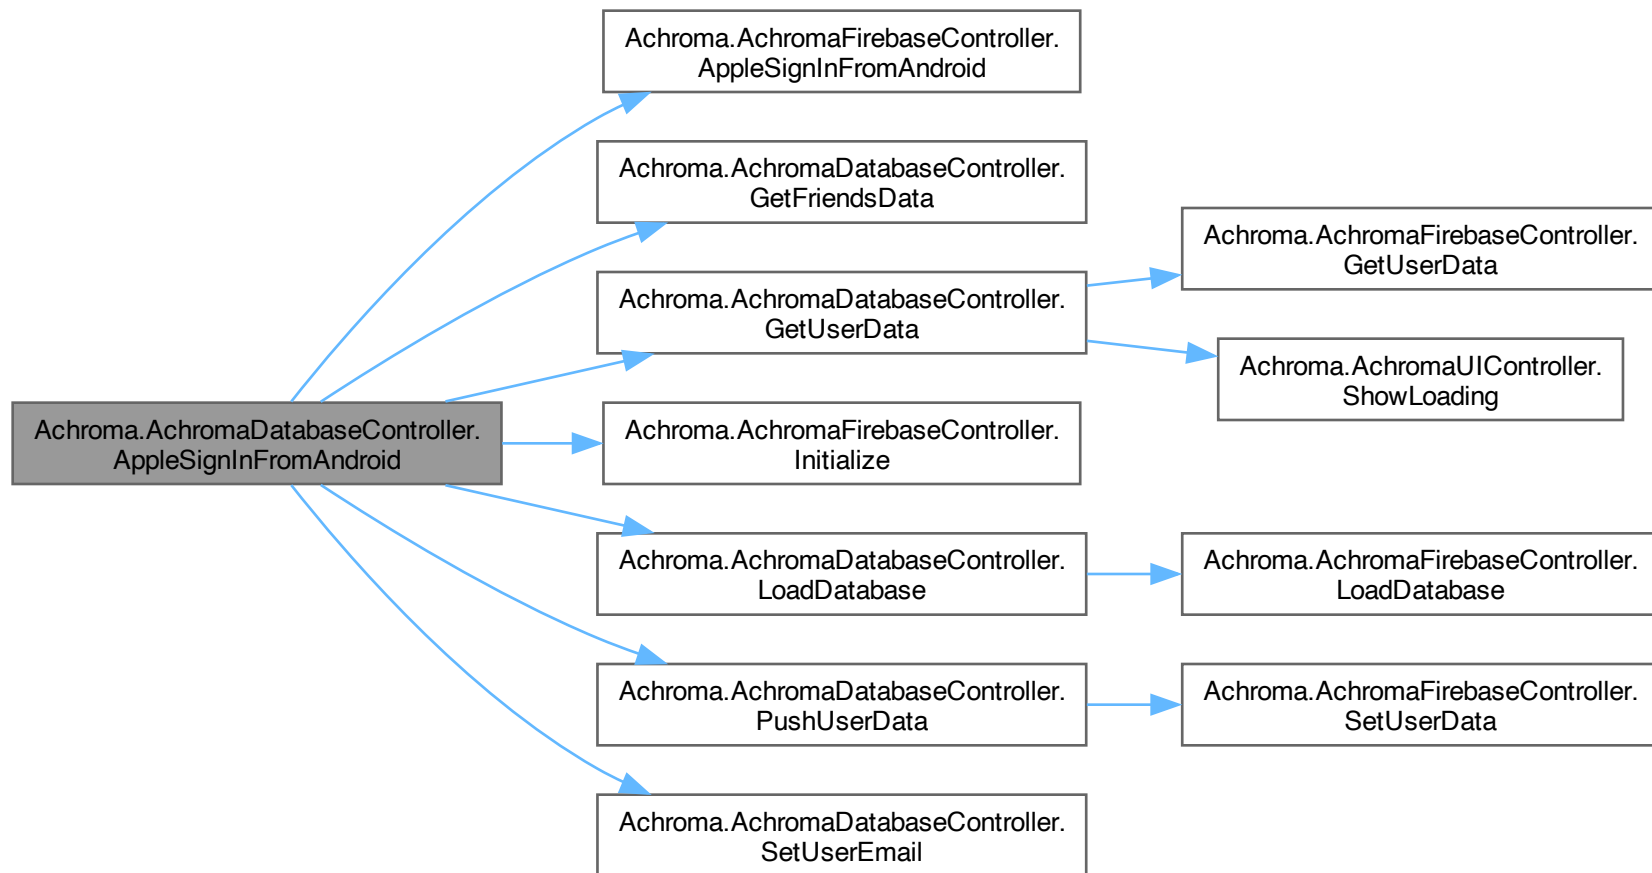 Achroma.AchromaFirebaseController.
AppleSignInFromAndroid
Achroma.AchromaDatabaseController.
GetFriendsData
Achroma.AchromaFirebaseController.
GetUserData
Achroma.AchromaDatabaseController.
GetUserData
Achroma.AchromaUIController.
ShowLoading
Achroma.AchromaDatabaseController.
AppleSignInFromAndroid
Achroma.AchromaFirebaseController.
Initialize
Achroma.AchromaDatabaseController.
LoadDatabase
Achroma.AchromaFirebaseController.
LoadDatabase
Achroma.AchromaDatabaseController.
PushUserData
Achroma.AchromaFirebaseController.
SetUserData
Achroma.AchromaDatabaseController.
SetUserEmail